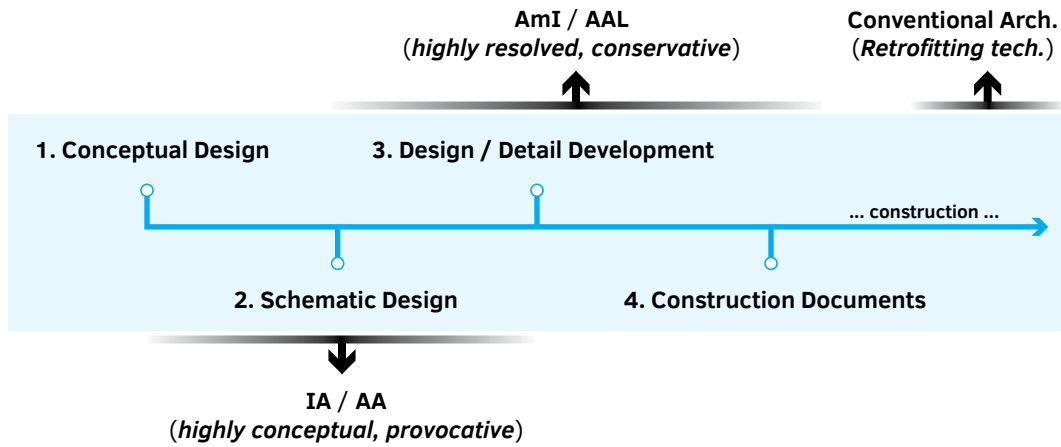 AmI / AAL
(highly resolved, conservative)
Conventional Arch.
(Retrofitting tech.)
1. Conceptual Design
3. Design / Detail Development
... construction ...
2. Schematic Design
4. Construction Documents
IA / AA
(highly conceptual, provocative)